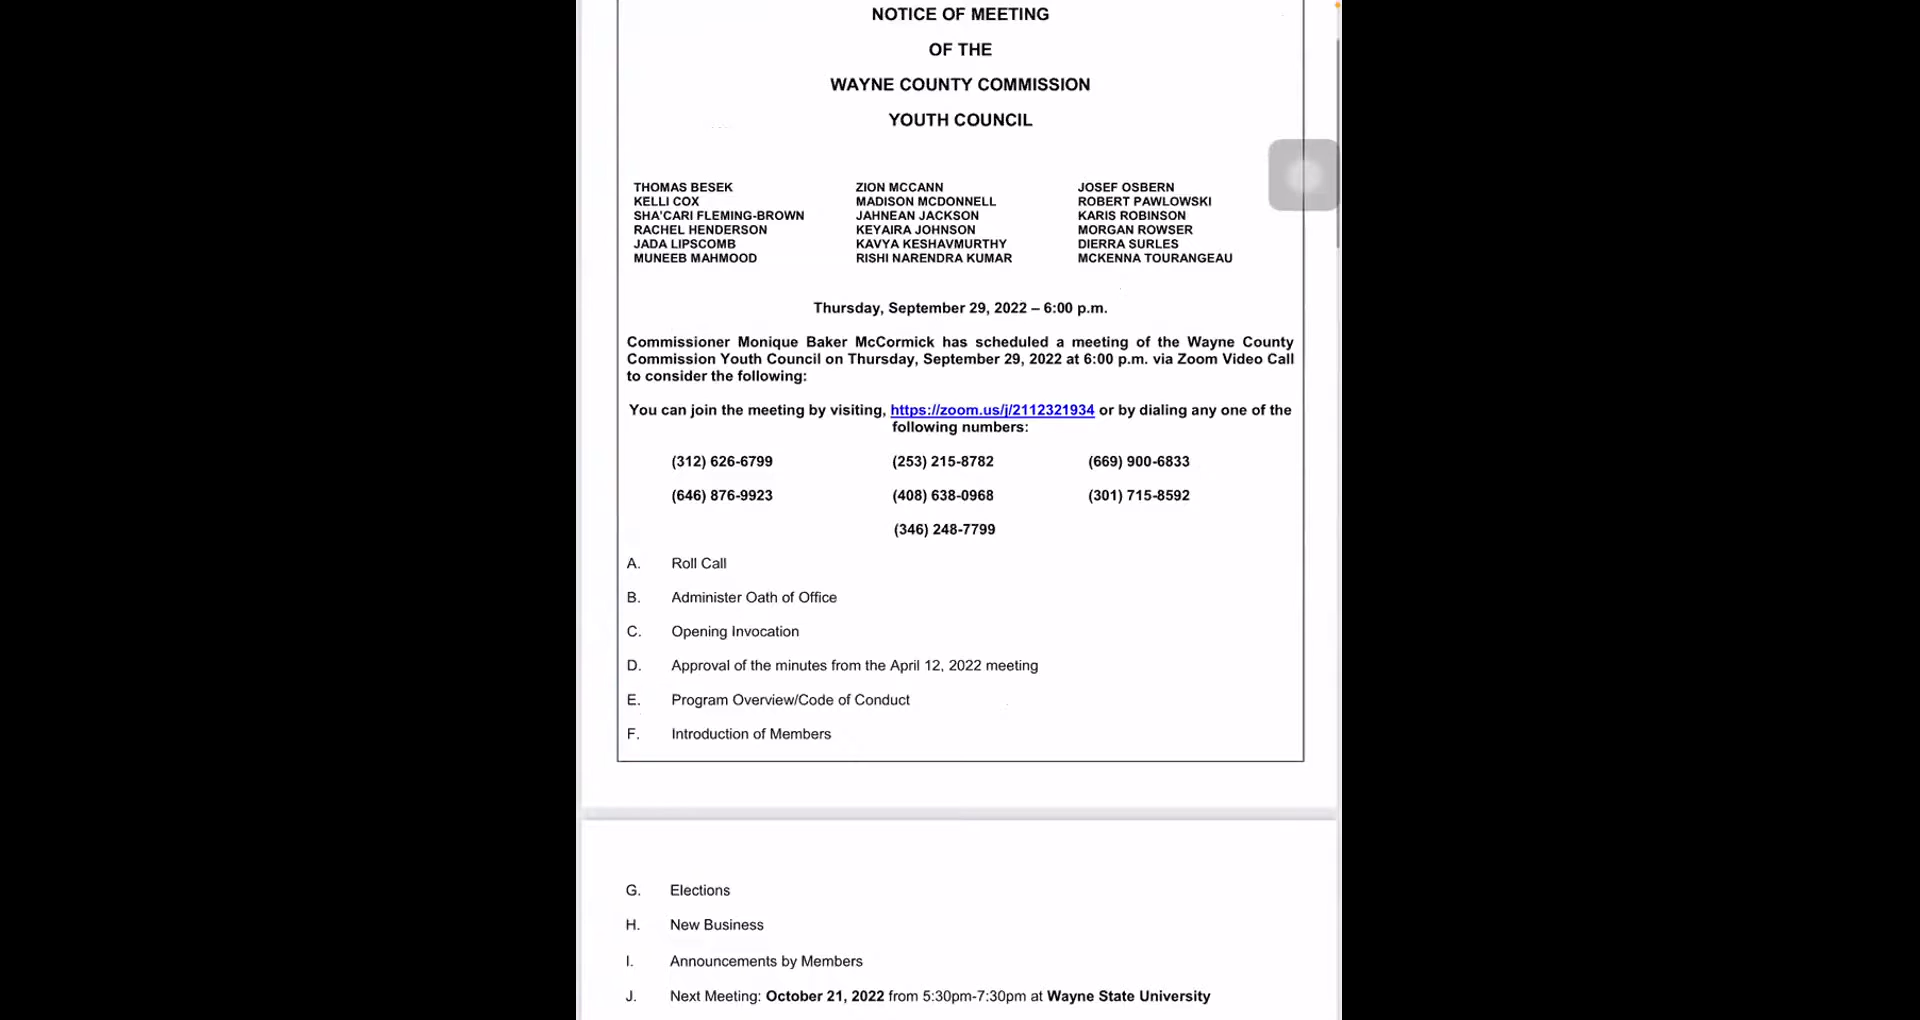 NOTICE OF MEETING
OF THE
WAYNE COUNTY COMMISSION
YOUTH COUNCIL
THOMAS BESEK ZION MCCANN JOSEF OSBERN
KELLI COX MADISON MCDONNELL ROBERT PAWLOWSKI
SHA'CARI FLEMING-BROWN JAHNEAN JACKSON KARIS ROBINSON
RACHEL HENDERSON KEYAIRA JOHNSON MORGAN ROWSER
JADA LIPSCOMB KAVYA KESHAVMURTHY DIERRA SURLES
MUNEEB MAHMOOD RISHI NARENDRA KUMAR MCKENNA TOURANGEAU
Thursday, September 29, 2022 – 6:00 p.m.
Commissioner Monique Baker McCormick has scheduled a meeting of the Wayne County
Commission Youth Council on Thursday, September 29, 2022 at 6:00 p.m. via Zoom Video Call
to consider the following:
You can join the meeting by visiting, https://zoom.us/j/2112321934 or by dialing any one of the
following numbers:
(312) 626-6799 (253) 215-8782 (669) 900-6833
(646) 876-9923 (408) 638-0968 (301) 715-8592
(346) 248-7799
A. Roll Call
B. Administer Oath of Office
C. Opening Invocation
D. Approval of the minutes from the April 12, 2022 meeting
E. Program Overview/Code of Conduct
F. Introduction of Members
G. Elections
H. New Business
I. Announcements by Members
J. Next Meeting: October 21, 2022 from 5:30pm-7:30pm at Wayne State University